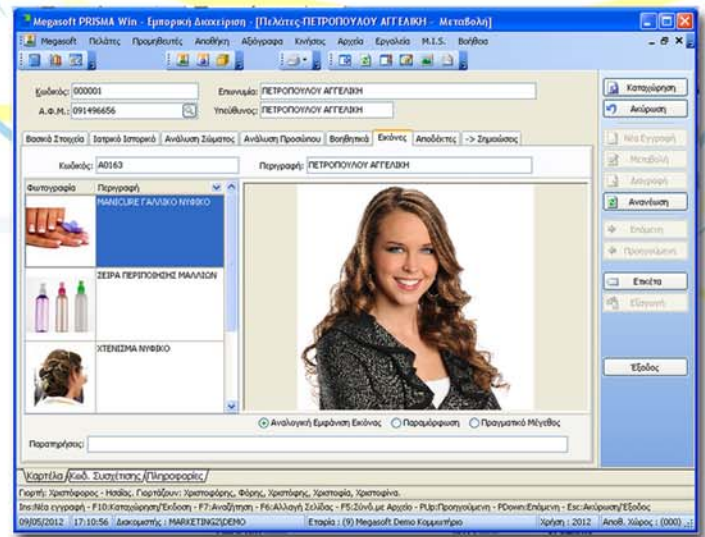 Megasoft PRISMA Win - Εμπορική Διαχείριση - [Πελάτες-ΠΕΤΡΟΠΟΥΛΟΥ ΑΓΓΕΛΙΚΗ - Μεταβολή]
Megasoft Πελάτες Προμηθευτές Αποθήκη Αξιόγραφα Κινήσεις Αρχεία Εργαλεία M.I.S. Βοήθεια
Κωδικός: 000001 Επωνυμία: ΠΕΤΡΟΠΟΥΛΟΥ ΑΓΓΕΛΙΚΗ
Α.Φ.Μ.: 091496656 Υπεύθυνος: ΠΕΤΡΟΠΟΥΛΟΥ ΑΓΓΕΛΙΚΗ
Βασικά Στοιχεία Ιατρικό Ιστορικό Ανάλυση Σώματος Ανάλυση Προσώπου Βοηθητικά Εικόνες Αποδέκτες -> Σημειώσεις
Κωδικός: A0163 Περιγραφή: ΠΕΤΡΟΠΟΥΛΟΥ ΑΓΓΕΛΙΚΗ
Φωτογραφία Περιγραφή
MANICURE ΓΑΛΛΙΚΟ ΝΥΦΙΚΟ
ΣΕΙΡΑ ΠΕΡΙΠΟΙΗΣΗΣ ΜΑΛΛΙΩΝ
ΧΤΕΝΙΣΜΑ ΝΥΦΙΚΟ
Αναλογική Εμφάνιση Εικόνας Παραμόρφωση Πραγματικό Μέγεθος
Παρατηρήσεις:
Καταχώρηση
Ακύρωση
Νέα Εγγραφή
Μεταβολή
Διαγραφή
Ανανέωση
Επόμενη
Προηγούμενη
Ετικέτα
Εξαγωγή
Έξοδος
Καρτέλα Κωδ. Συσχέτισης Πληροφορίες
Γιορτή: Χριστόφορος - Ησαΐας. Γιορτάζουν: Χριστοφόρης, Φόρης, Χριστόφης, Χριστοφία, Χριστοφίνα.
Ins:Νέα εγγραφή - F10:Καταχώρηση/Έκδοση - F7:Αναζήτηση - F6:Αλλαγή Σελίδας - F5:Σύνδ.με Αρχείο - PUp:Προηγούμενη - PDown:Επόμενη - Esc:Ακύρωση/Έξοδος
09/05/2012 17:10:56 Διακομιστής : MARKETING2\DEMO Εταιρία : (9) Megasoft Demo Κομμωτήριο Χρήση : 2012 Αποθ. Χώρος : (000)